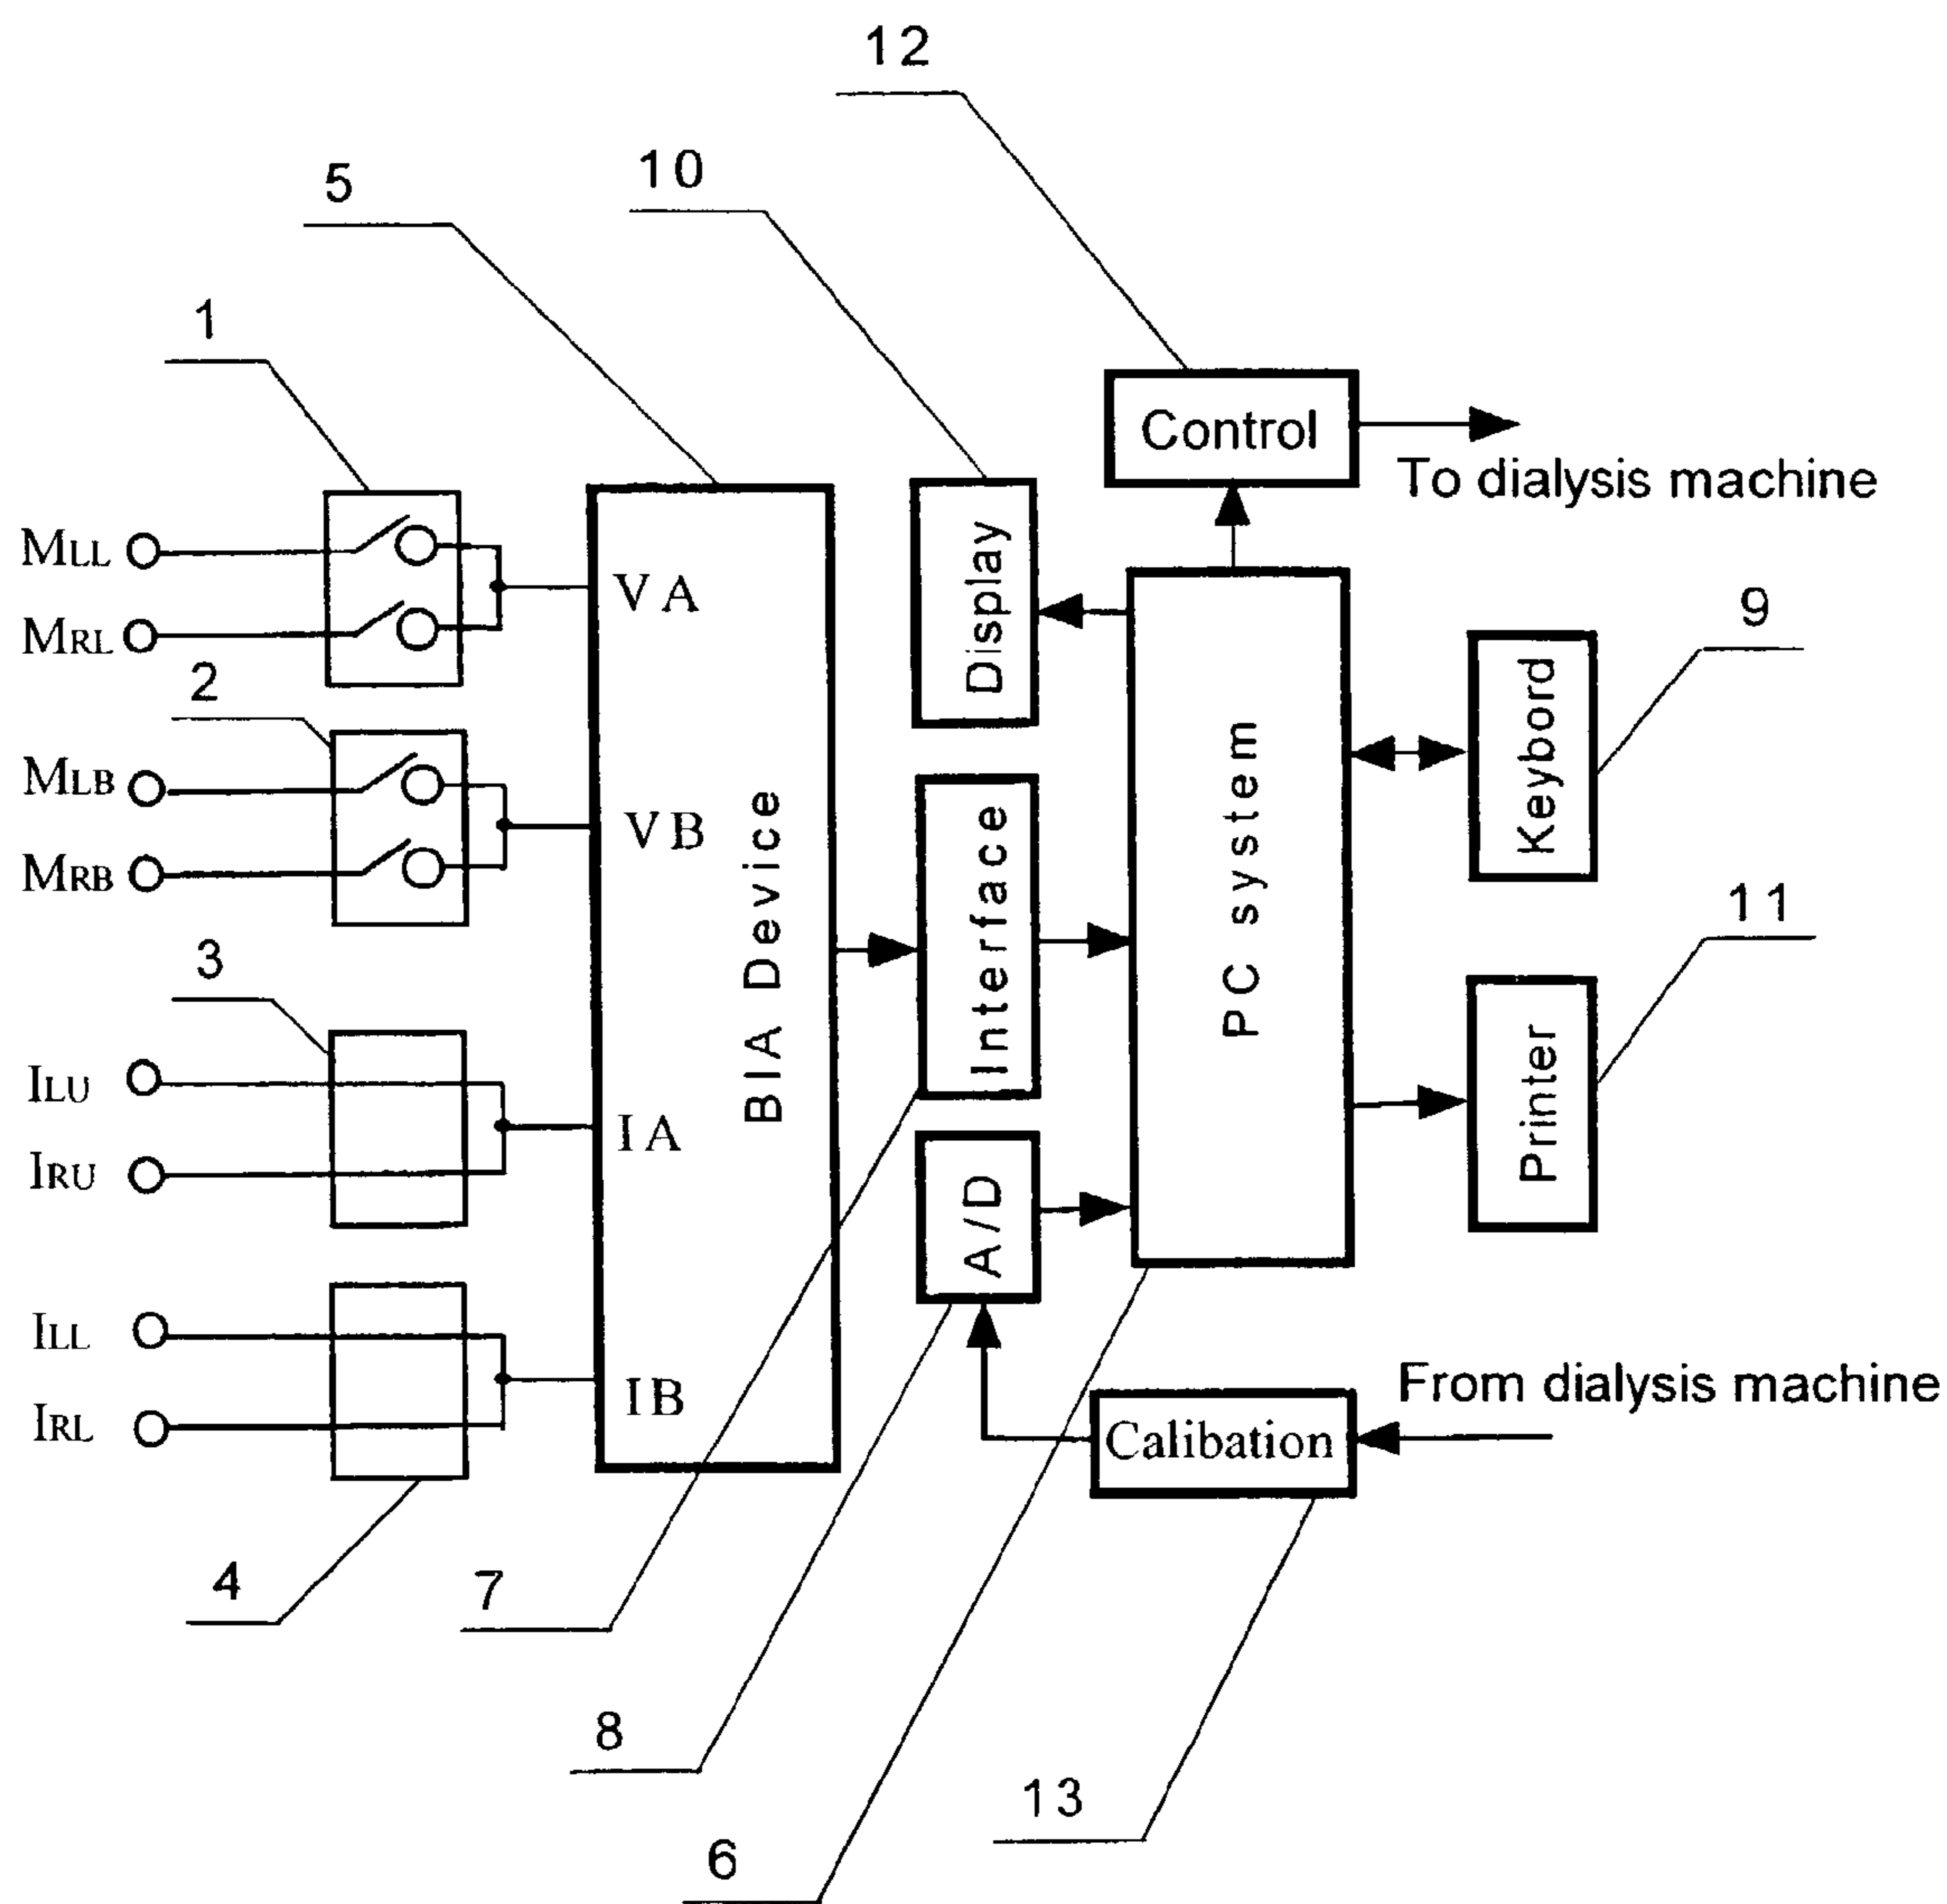 12
10
5
1
Control
To dialysis machine
MLL
MRL
VA
Display
2
9
MLB
MRB
VB
BIA Device
Interface
PC system
Keybord
11
3
ILU
IRU
IA
A/D
Printer
ILL
IRL
IB
From dialysis machine
Calibation
4
7
8
13
6